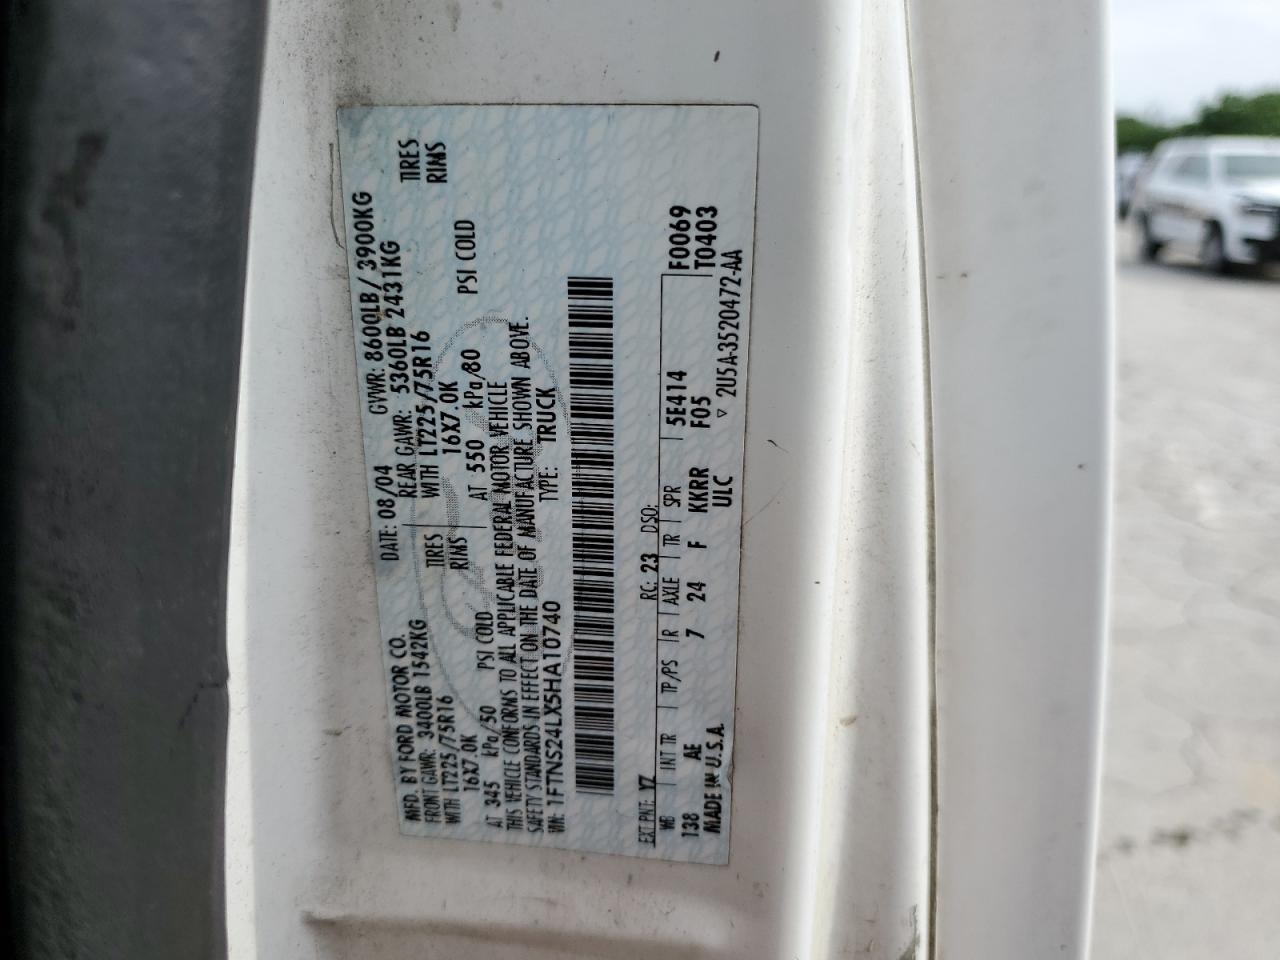 MFD. BY FORD MOTOR CO.
DATE: 08/04 GVWR: 8600LB/3900KG
FRONT GAWR: 3400LB 1542KG REAR GAWR: 5360LB 2431KG
WITH LT225/75R16 TIRES WITH LT225/75R16 TIRES
16X7.0K RIMS 16X7.0K RIMS
AT 345 kPa/50 PSI COLD AT 550 kPa/80 PSI COLD
THIS VEHICLE CONFORMS TO ALL APPLICABLE FEDERAL MOTOR VEHICLE
SAFETY STANDARDS IN EFFECT ON THE DATE OF MANUFACTURE SHOWN ABOVE.
VIN: 1FTNS24LX5HA10740 TYPE: TRUCK
EXT PNT: YZ RC: 23 DSO:
WB INT TR TP/PS R AXLE TR SPR 5E414 F0069
138 AE 7 24 F KKRR F05 T0403
MADE IN U.S.A. ULC ▽ 2U5A-3520472-AA